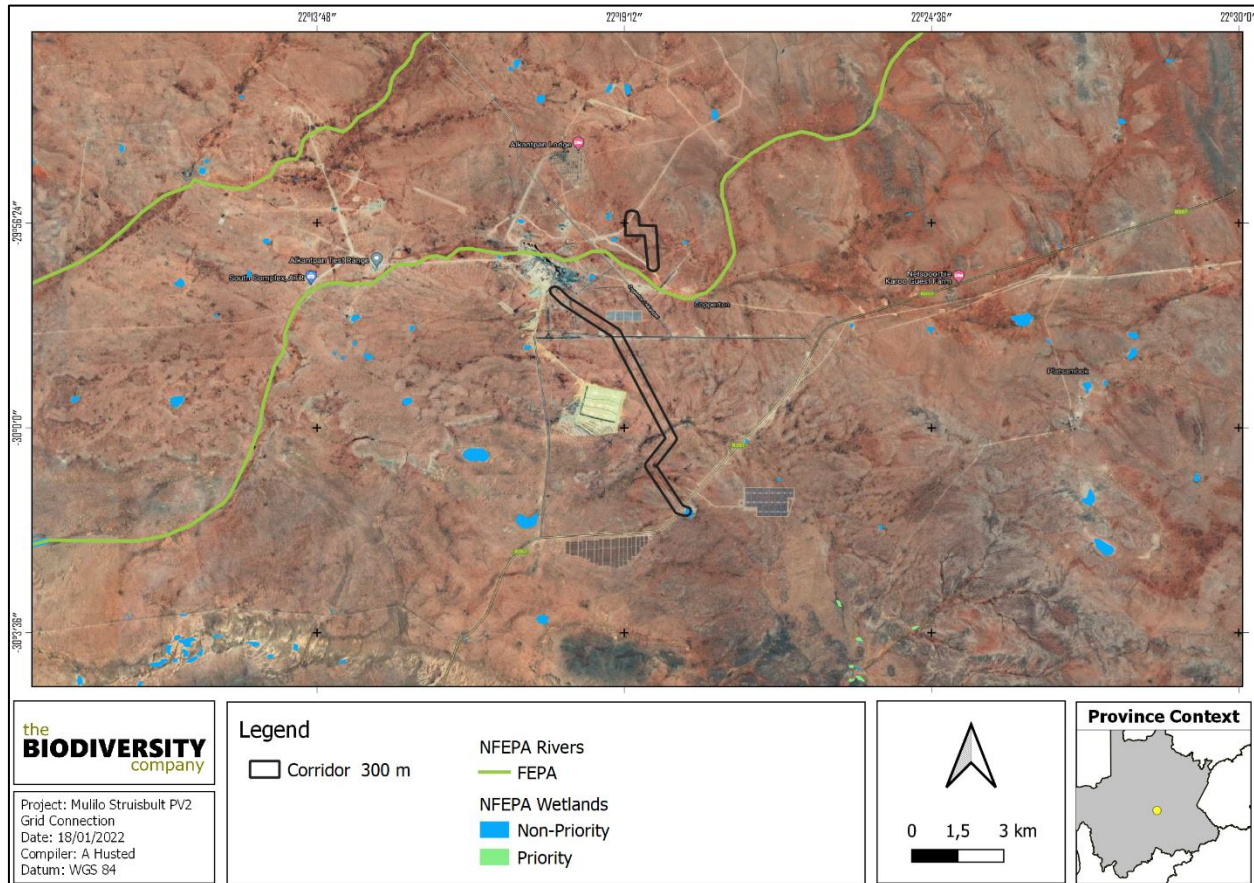 22°13'48" 22°19'12" 22°24'36" 22°30'0"
-29°56'24"
-30°0'0"
-30°3'36"
Alkantpan Lodge
R357
Alkantpan Test Range
South Complex, ATR
Nelspoortjie
Karoo Guest Farm
Copperton
Platsambok
the
BIODIVERSITY
company
Project: Mulilo Struisbult PV2
Grid Connection
Date: 18/01/2022
Compiler: A Husted
Datum: WGS 84
Legend
Corridor 300 m
NFEPA Rivers
FEPA
NFEPA Wetlands
Non-Priority
Priority
0 1,5 3 km
Province Context